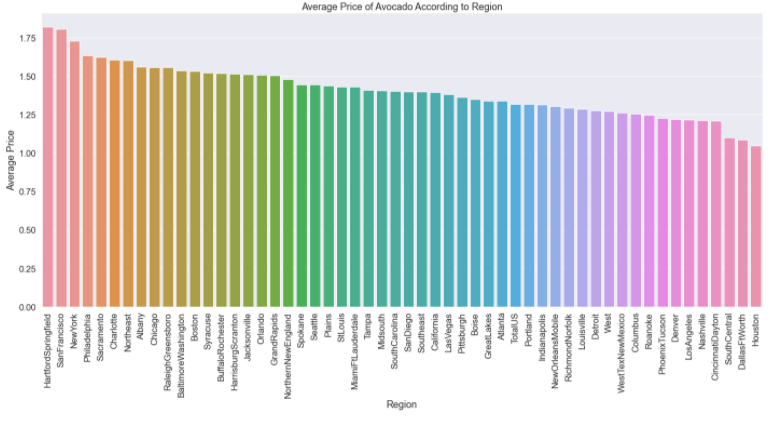 Average Price of Avocado According to Region
Average Price
1.75
1.50
1.25
1.00
0.75
0.50
0.25
0.00
HartfordSpringfield
SanFrancisco
NewYork
Philadelphia
Sacramento
Charlotte
Northeast
Albany
Chicago
RaleighGreensboro
BaltimoreWashington
Boston
Syracuse
BuffaloRochester
HarrisburgScranton
Jacksonville
Orlando
GrandRapids
NorthernNewEngland
Spokane
Seattle
Plains
StLouis
MiamiFtLauderdale
Tampa
Midsouth
SouthCarolina
SanDiego
Southeast
California
LasVegas
Pittsburgh
Boise
GreatLakes
Atlanta
TotalUS
Portland
Indianapolis
NewOrleansMobile
RichmondNorfolk
Louisville
Detroit
West
WestTexNewMexico
Columbus
Roanoke
PhoenixTucson
Denver
LosAngeles
Nashville
CincinnatiDayton
SouthCentral
DallasFtWorth
Houston
Region